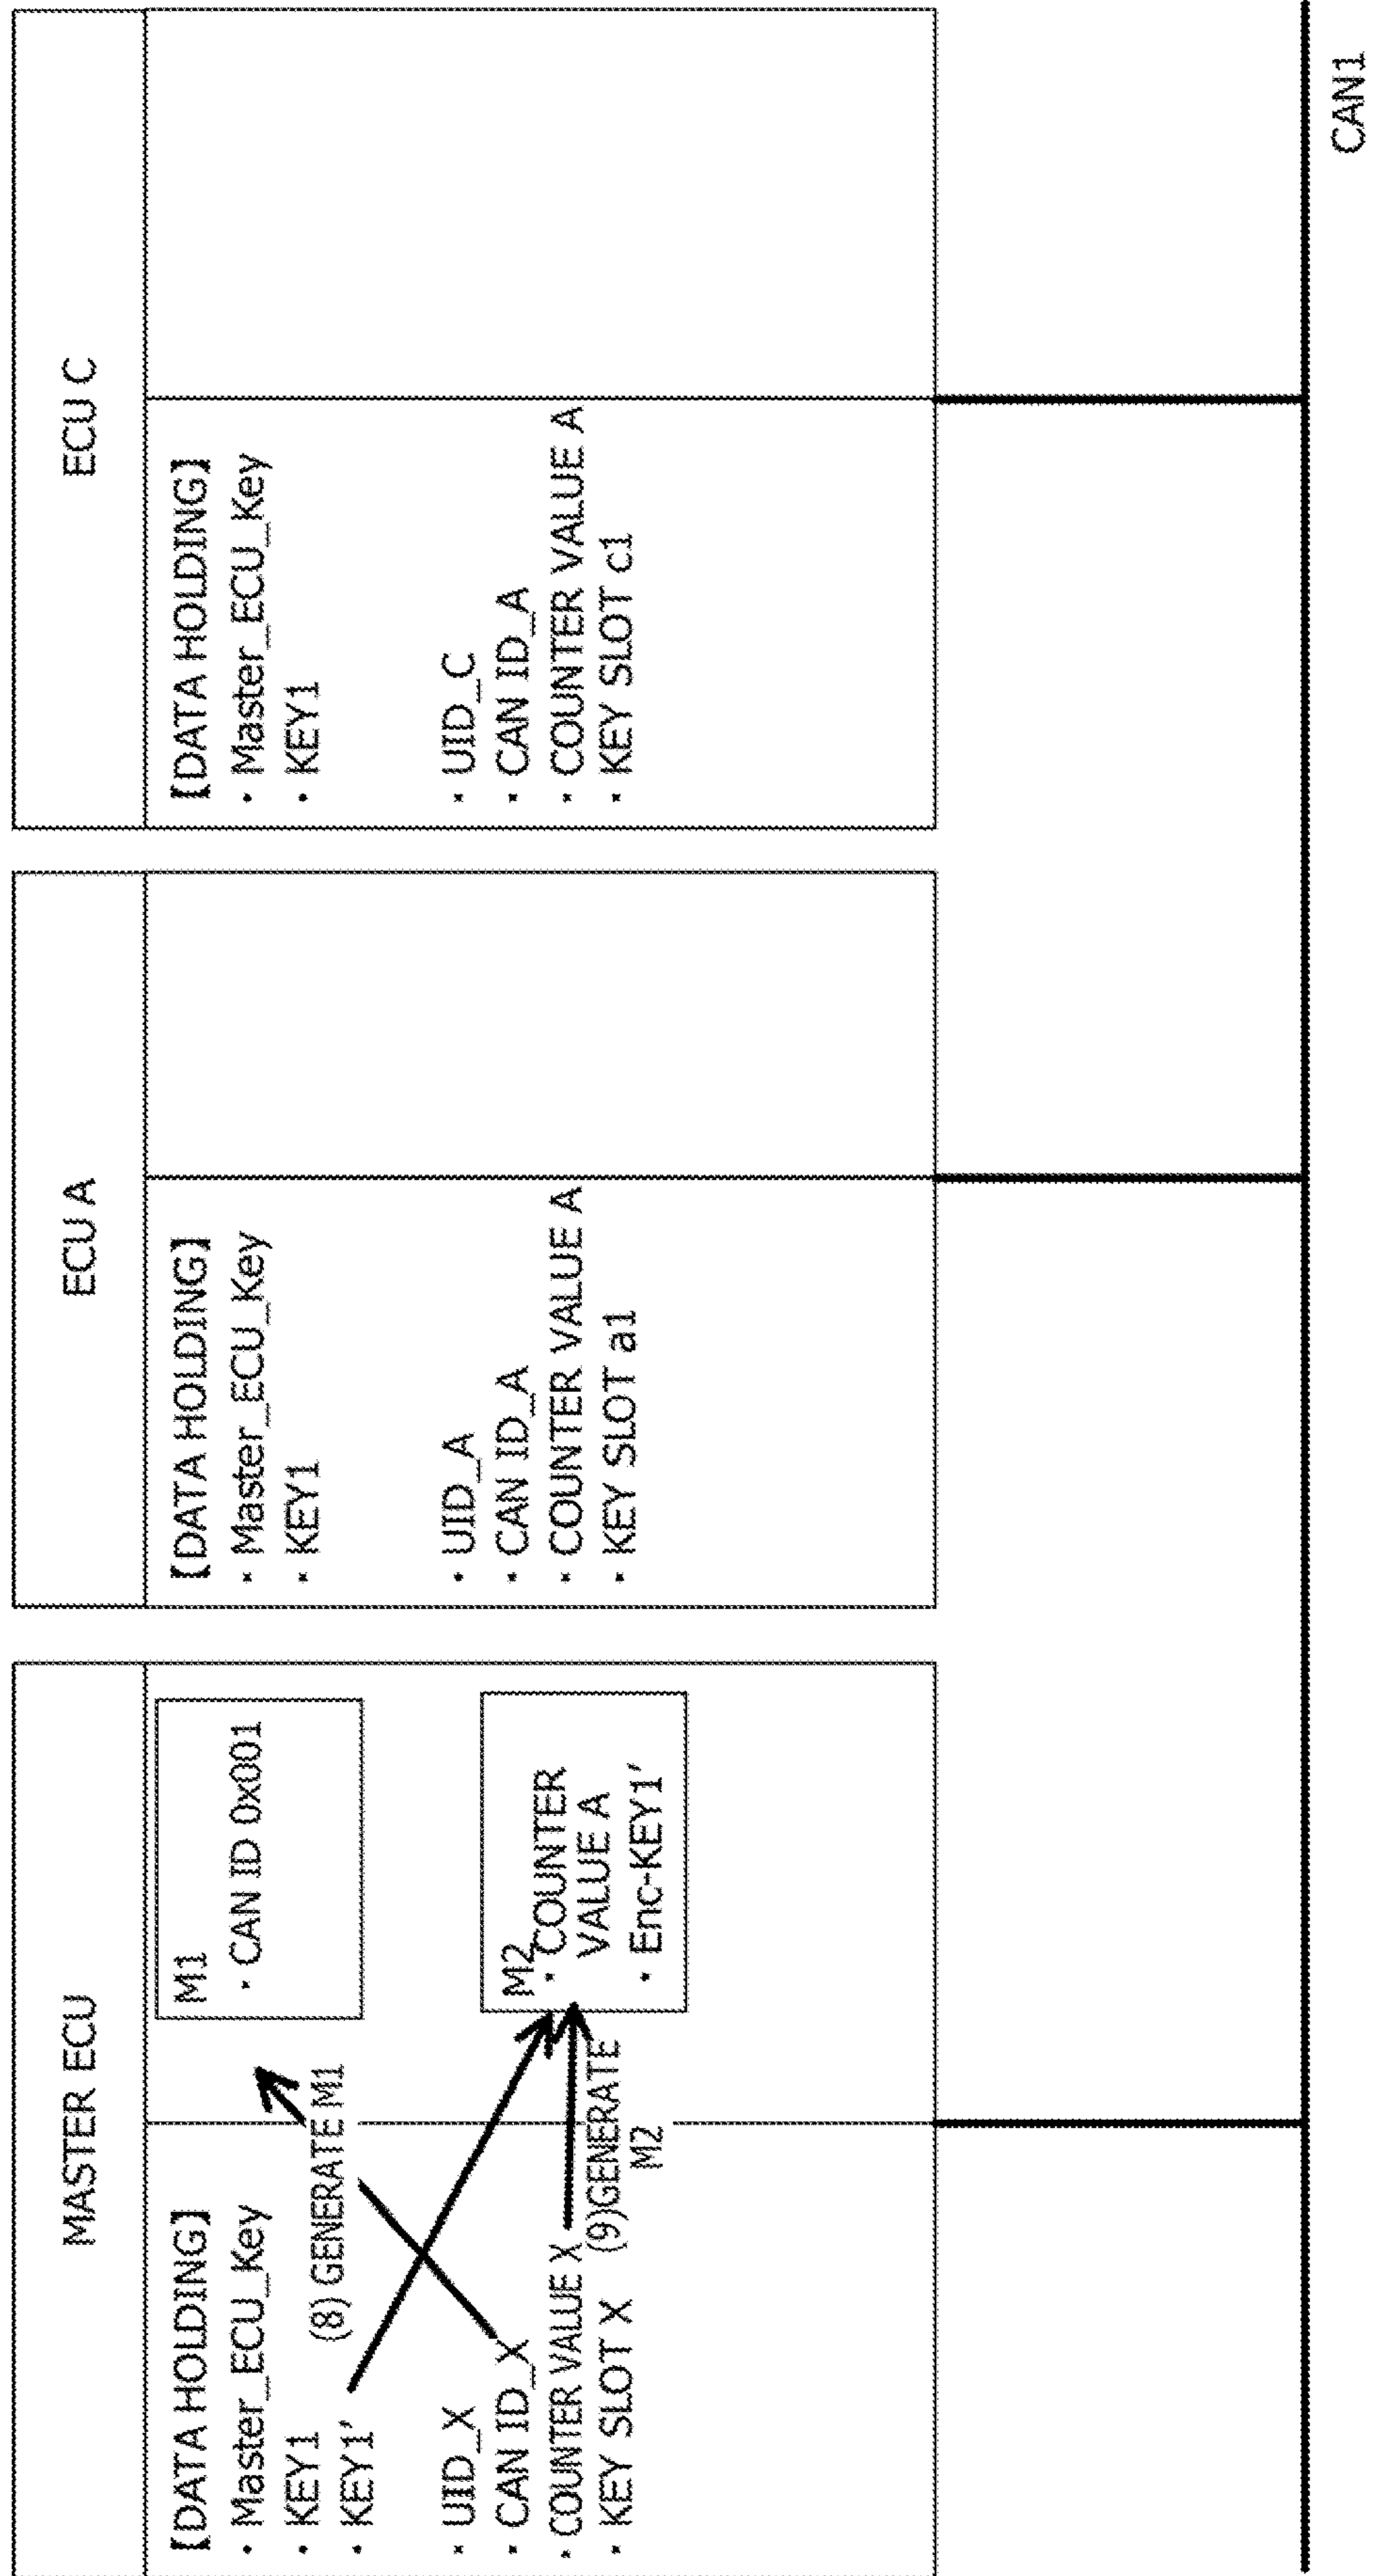 MASTER ECU
【DATA HOLDING】
・Master_ECU_Key
・KEY1
・KEY1′
・UID_X
・CAN ID_X
・COUNTER VALUE X
・KEY SLOT X
(8) GENERATE M1
(9)GENERATE
M2
M1
・CAN ID 0x001
M2
・COUNTER
VALUE A
・Enc-KEY1′
ECU A
【DATA HOLDING】
・Master_ECU_Key
・KEY1
・UID_A
・CAN ID_A
・COUNTER VALUE A
・KEY SLOT a1
ECU C
【DATA HOLDING】
・Master_ECU_Key
・KEY1
・UID_C
・CAN ID_A
・COUNTER VALUE A
・KEY SLOT c1
CAN1